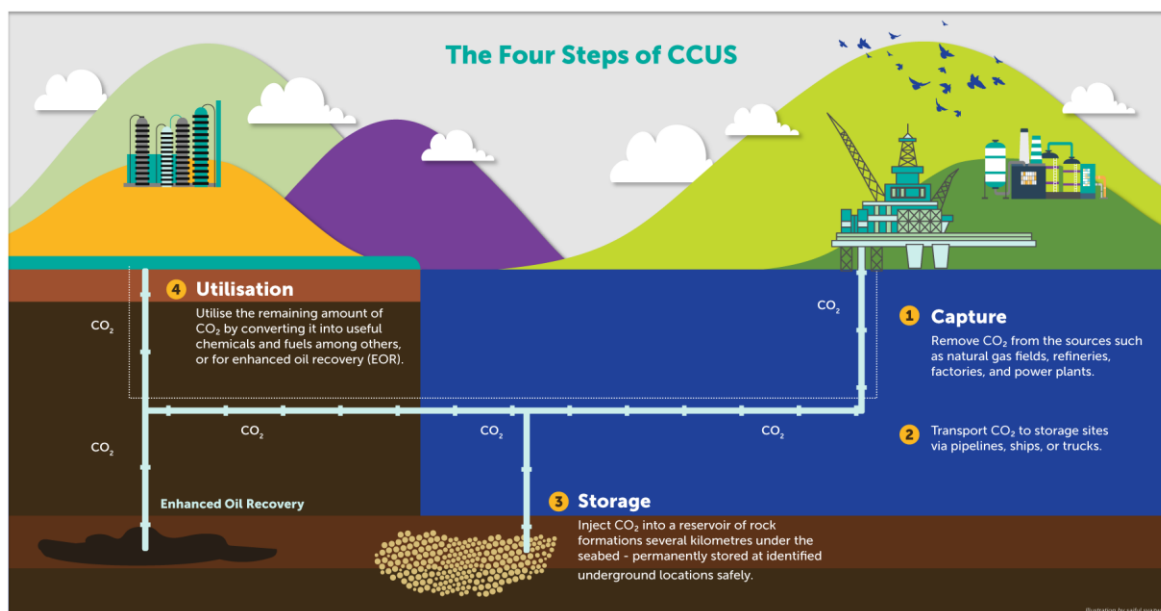 The Four Steps of CCUS
4 Utilisation
Utilise the remaining amount of
CO₂ by converting it into useful
chemicals and fuels among others,
or for enhanced oil recovery (EOR).
CO₂
1 Capture
Remove CO₂ from the sources such
as natural gas fields, refineries,
factories, and power plants.
CO₂
CO₂
CO₂
CO₂
CO₂
2 Transport CO₂ to storage sites
via pipelines, ships, or trucks.
Enhanced Oil Recovery
3 Storage
Inject CO₂ into a reservoir of rock
formations several kilometres under the
seabed - permanently stored at identified
underground locations safely.